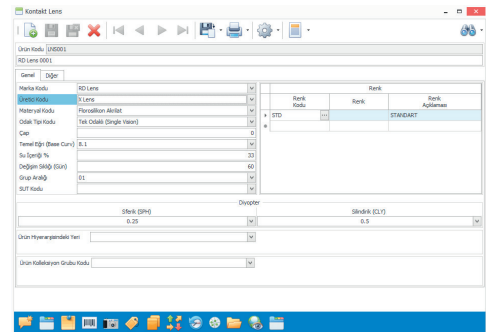 Kontakt Lens
Ürün Kodu LNS001
RD Lens 0001
Genel Diğer
Marka Kodu RD Lens
Üretici Kodu X Lens
Materyal Kodu Florosilikon Akrilat
Odak Tipi Kodu Tek Odaklı (Single Vision)
Çap 0
Temel Eğri (Base Curv) 8.1
Su İçeriği % 33
Değişim Sıklığı (Gün) 60
Grup Aralığı 01
SUT Kodu
Renk
Renk Kodu Renk Renk Açıklaması
STD STANDART
Diyopter
Sferik (SPH) Silindirik (CLY)
0.25 0.5
Ürün Hiyerarşisindeki Yeri
Ürün Kolleksiyon Grubu Kodu